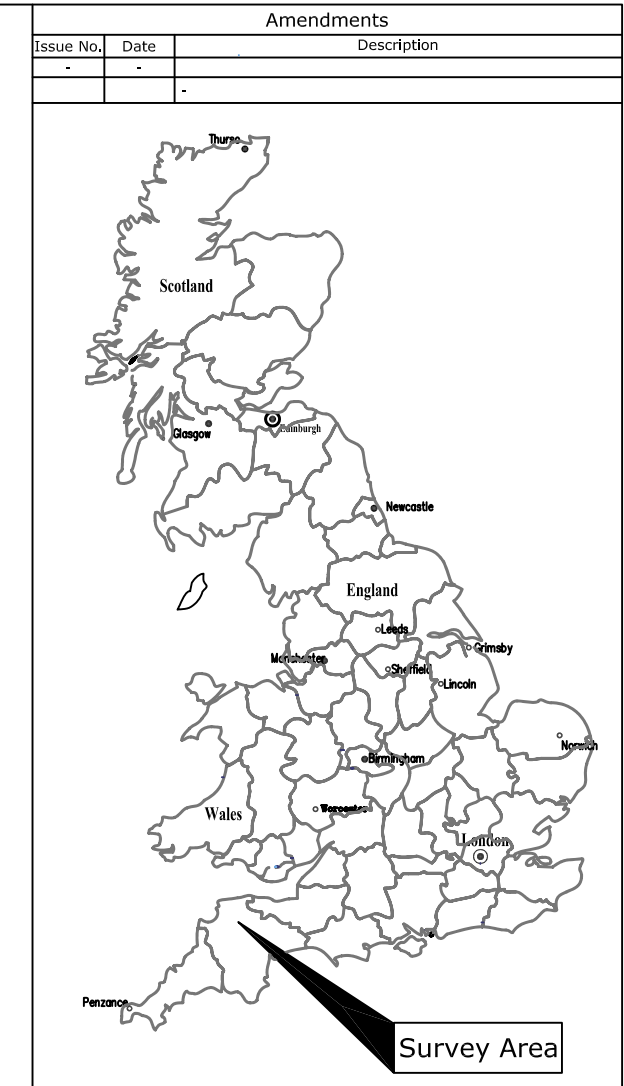 Amendments
Issue No. Date Description
- -
-
Thurso
Scotland
Edinburgh
Glasgow
Newcastle
England
Leeds
Grimsby
Manchester
Sheffield
Lincoln
Norwich
Birmingham
Worcester
Wales
London
Penzance
Survey Area